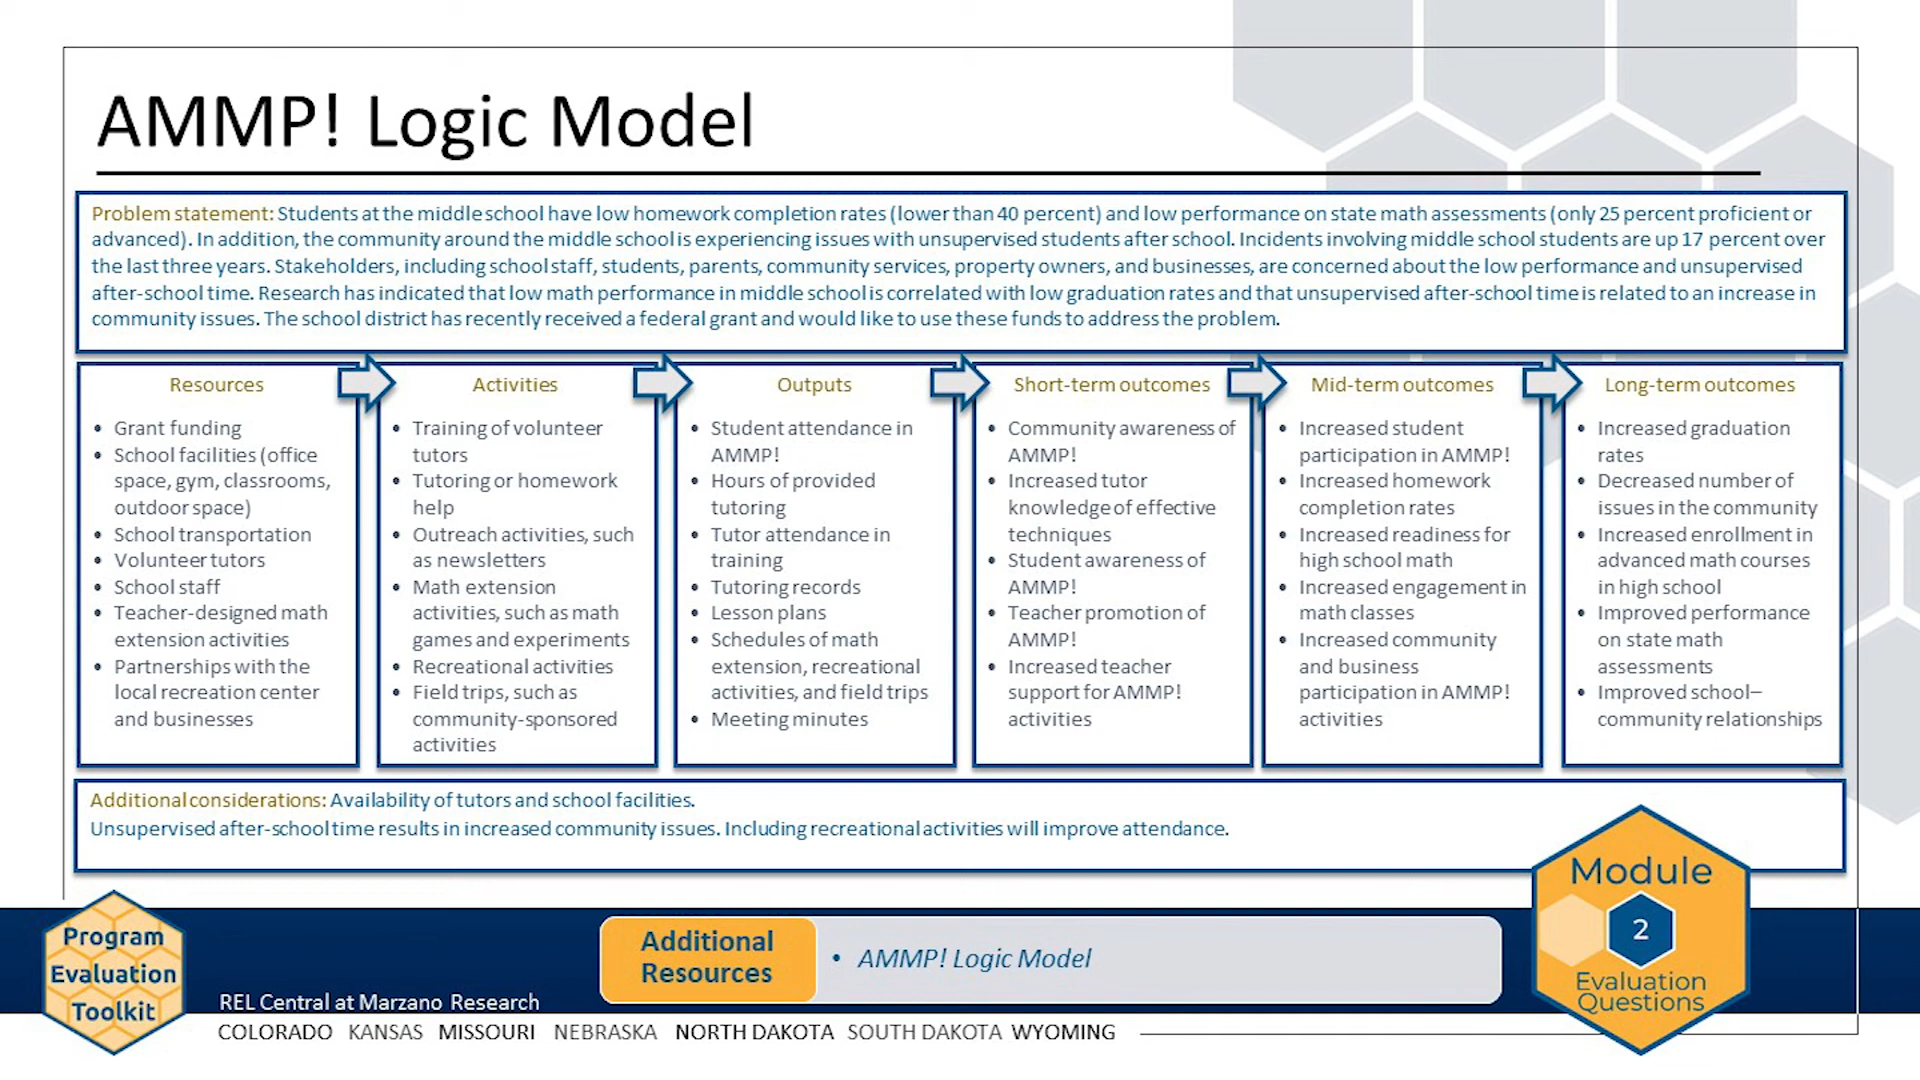 AMMP! Logic Model
Problem statement: Students at the middle school have low homework completion rates (lower than 40 percent) and low performance on state math assessments (only 25 percent proficient or
advanced). In addition, the community around the middle school is experiencing issues with unsupervised students after school. Incidents involving middle school students are up 17 percent over
the last three years. Stakeholders, including school staff, students, parents, community services, property owners, and businesses, are concerned about the low performance and unsupervised
after-school time. Research has indicated that low math performance in middle school is correlated with low graduation rates and that unsupervised after-school time is related to an increase in
community issues. The school district has recently received a federal grant and would like to use these funds to address the problem.
Resources
• Grant funding
• School facilities (office
space, gym, classrooms,
outdoor space)
• School transportation
• Volunteer tutors
• School staff
• Teacher-designed math
extension activities
• Partnerships with the
local recreation center
and businesses
Activities
• Training of volunteer
tutors
• Tutoring or homework
help
• Outreach activities, such
as newsletters
• Math extension
activities, such as math
games and experiments
• Recreational activities
• Field trips, such as
community-sponsored
activities
Outputs
• Student attendance in
AMMP!
• Hours of provided
tutoring
• Tutor attendance in
training
• Tutoring records
• Lesson plans
• Schedules of math
extension, recreational
activities, and field trips
• Meeting minutes
Short-term outcomes
• Community awareness of
AMMP!
• Increased tutor
knowledge of effective
techniques
• Student awareness of
AMMP!
• Teacher promotion of
AMMP!
• Increased teacher
support for AMMP!
activities
Mid-term outcomes
• Increased student
participation in AMMP!
• Increased homework
completion rates
• Increased readiness for
high school math
• Increased engagement in
math classes
• Increased community
and business
participation in AMMP!
activities
Long-term outcomes
• Increased graduation
rates
• Decreased number of
issues in the community
• Increased enrollment in
advanced math courses
in high school
• Improved performance
on state math
assessments
• Improved school–
community relationships
Additional considerations: Availability of tutors and school facilities.
Unsupervised after-school time results in increased community issues. Including recreational activities will improve attendance.
Program
Evaluation
Toolkit
REL Central at Marzano Research
COLORADO KANSAS MISSOURI NEBRASKA NORTH DAKOTA SOUTH DAKOTA WYOMING
Additional
Resources
• AMMP! Logic Model
Module
2
Evaluation
Questions